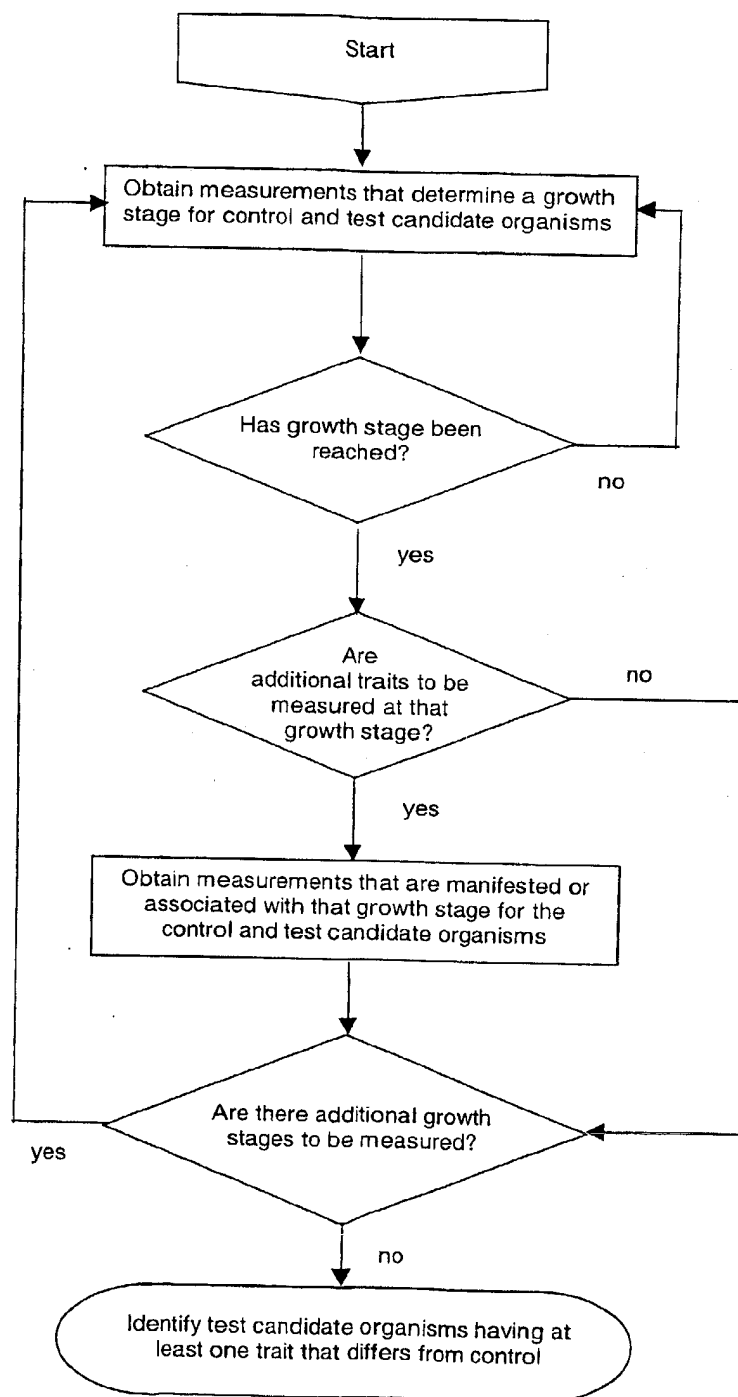 Start
Obtain measurements that determine a growth
stage for control and test candidate organisms
Has growth stage been
reached?
no
yes
Are
additional traits to be
measured at that
growth stage?
no
yes
Obtain measurements that are manifested or
associated with that growth stage for the
control and test candidate organisms
Are there additional growth
stages to be measured?
yes
no
Identify test candidate organisms having at
least one trait that differs from control